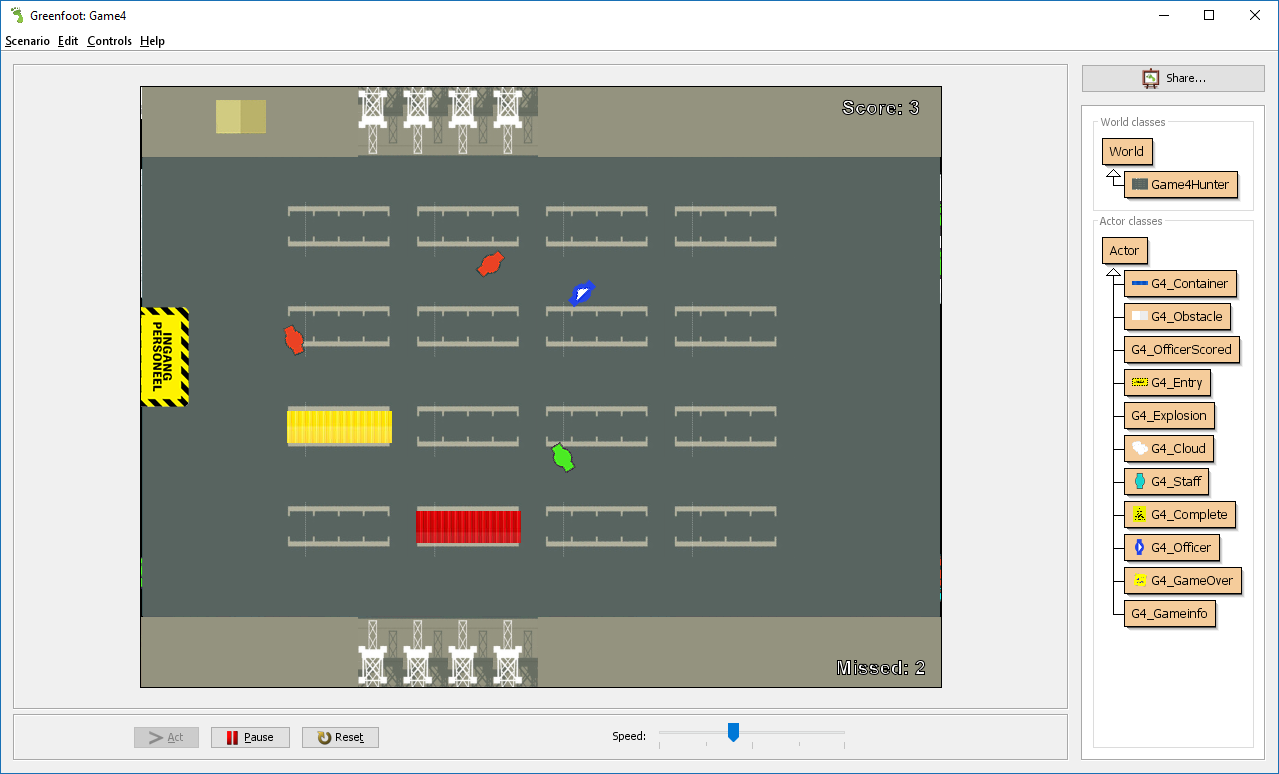 Greenfoot: Game4
Scenario Edit Controls Help
Share...
Score: 3
World classes
World
Game4Hunter
Actor classes
Actor
G4_Container
G4_Obstacle
G4_OfficerScored
G4_Entry
G4_Explosion
G4_Cloud
G4_Staff
G4_Complete
G4_Officer
G4_GameOver
G4_Gameinfo
INGANG
PERSONEEL
Missed: 2
Act
Pause
Reset
Speed: